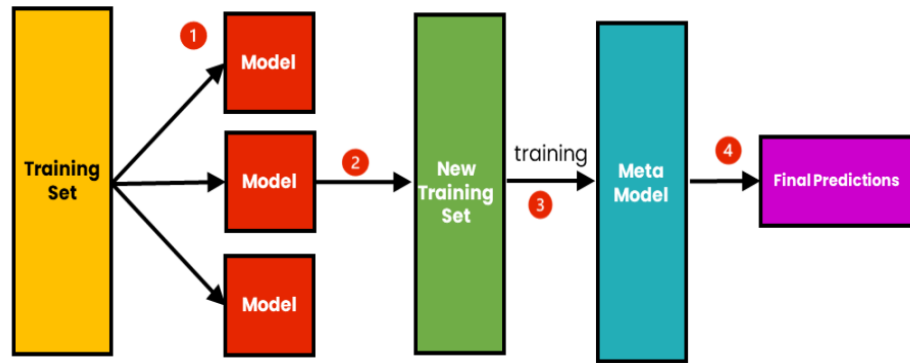 1
Model
Training
Set
Model
2
Model
New
Training
Set
training
3
Meta
Model
4
Final Predictions